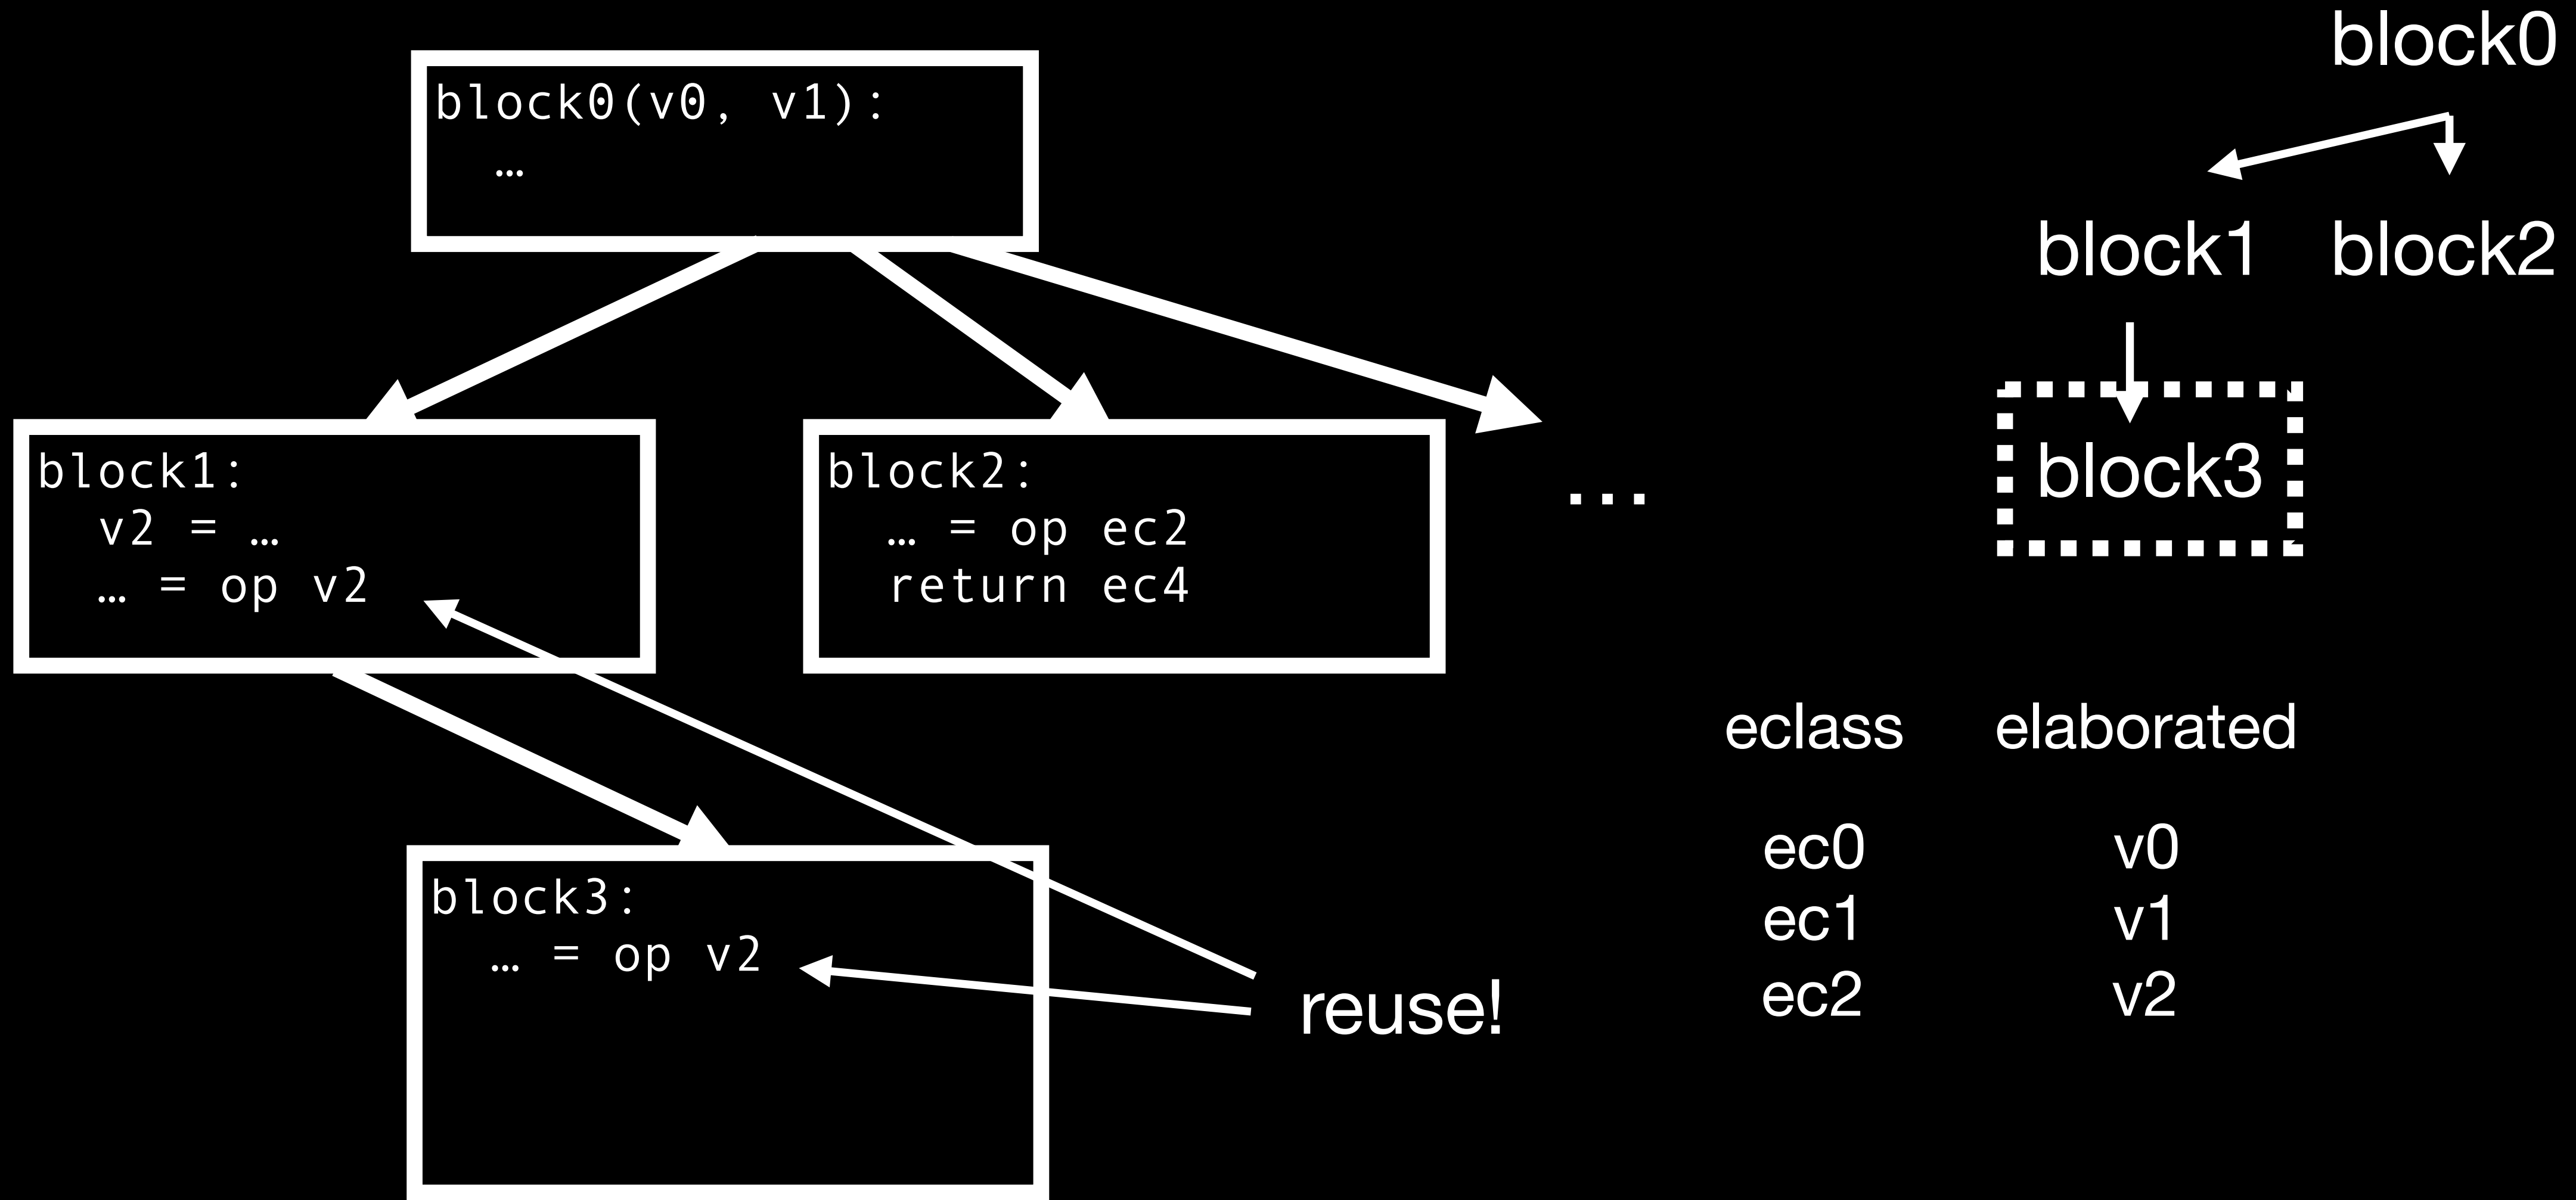 block0(v0, v1):
…
block1:
v2 = …
… = op v2
block2:
… = op ec2
return ec4
…
block3:
… = op v2
reuse!
block0
block1 block2
block3
eclass elaborated
ec0 v0
ec1 v1
ec2 v2